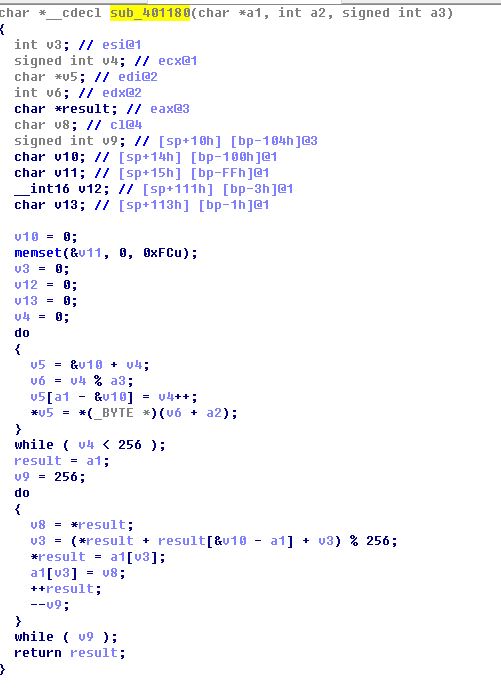 char *__cdecl sub_401180(char *a1, int a2, signed int a3)
{
int v3; // esi@1
signed int v4; // ecx@1
char *v5; // edi@2
int v6; // edx@2
char *result; // eax@3
char v8; // cl@4
signed int v9; // [sp+10h] [bp-104h]@3
char v10; // [sp+14h] [bp-100h]@1
char v11; // [sp+15h] [bp-FFh]@1
__int16 v12; // [sp+111h] [bp-3h]@1
char v13; // [sp+113h] [bp-1h]@1
v10 = 0;
memset(&v11, 0, 0xFCu);
v3 = 0;
v12 = 0;
v13 = 0;
v4 = 0;
do
{
v5 = &v10 + v4;
v6 = v4 % a3;
v5[a1 - &v10] = v4++;
*v5 = *(_BYTE *)(v6 + a2);
}
while ( v4 < 256 );
result = a1;
v9 = 256;
do
{
v8 = *result;
v3 = (*result + result[&v10 - a1] + v3) % 256;
*result = a1[v3];
a1[v3] = v8;
++result;
--v9;
}
while ( v9 );
return result;
}